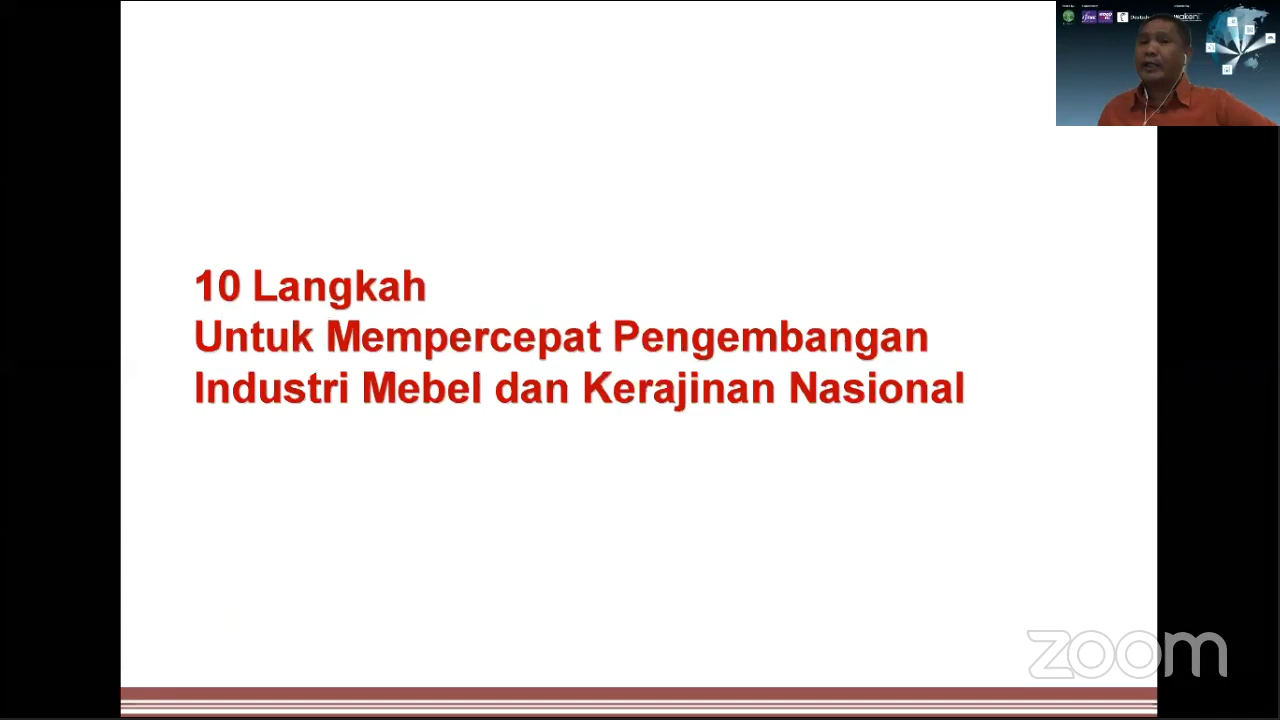 10 Langkah
Untuk Mempercepat Pengembangan
Industri Mebel dan Kerajinan Nasional
zoom